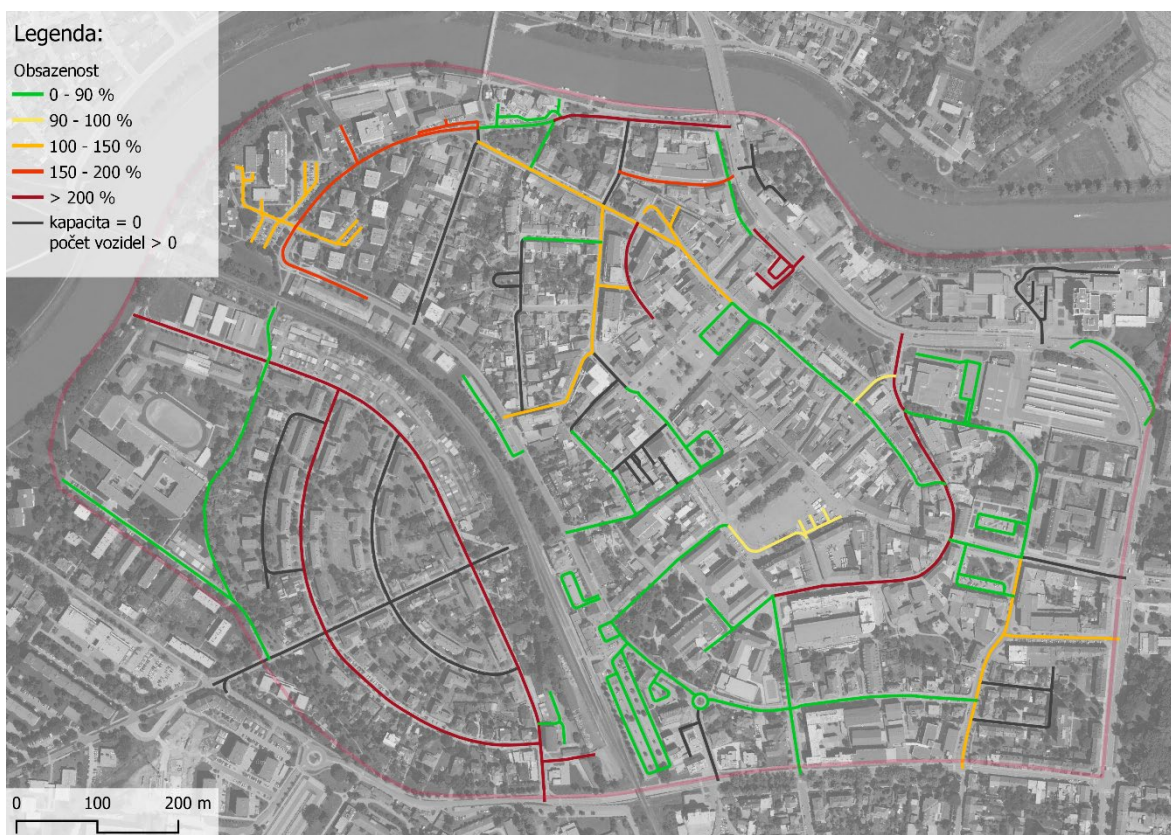 Legenda:
Obsazenost
0 - 90 %
90 - 100 %
100 - 150 %
150 - 200 %
> 200 %
kapacita = 0
počet vozidel > 0
0 100 200 m